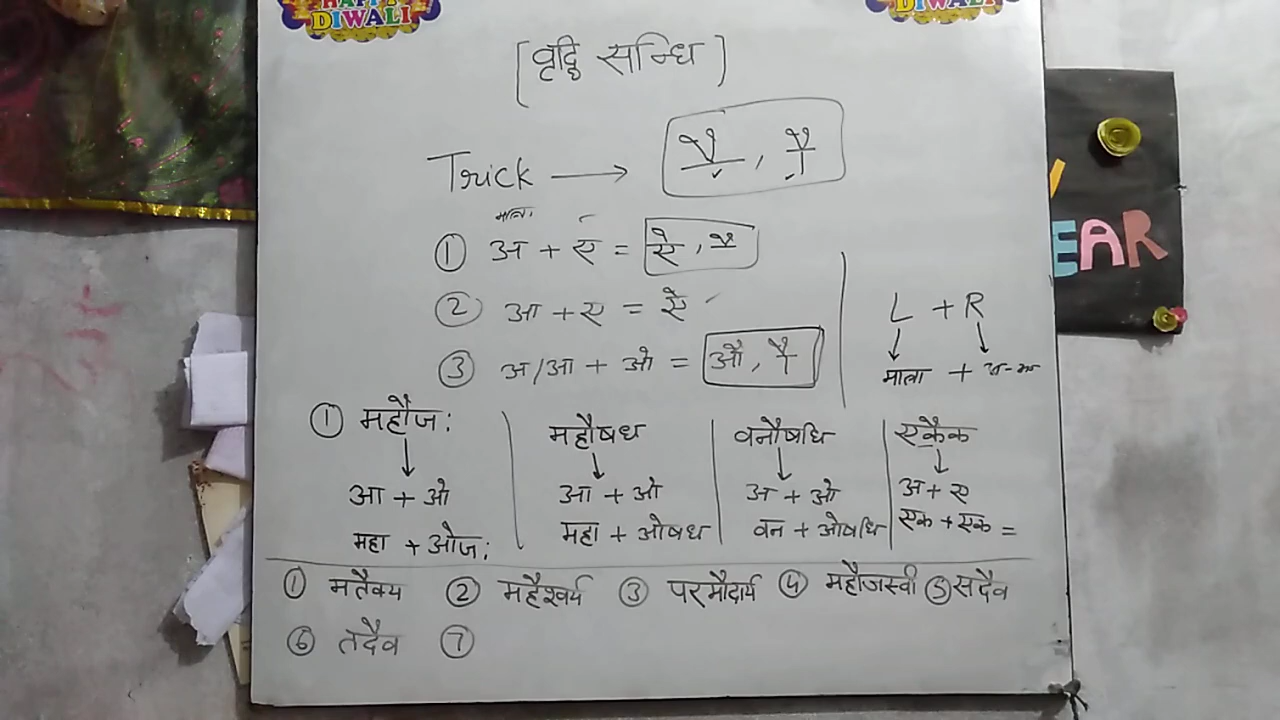 HAPPY DIWALI
DIWALI
[वृद्धि सन्धि]
Trick → ै , ौ
मात्रा
① अ + ए = ऐ, ै
② आ + ए = ऐ
③ अ/आ + ओ = औ, ौ
L + R
मात्रा +
EAR
① महौजः | महौषध | वनौषधि | एकैक
आ + ओ | आ + ओ | अ + ओ | अ + ए
महा + ओजः | महा + ओषध | वन + ओषधि | एक + एक =
① मतैक्य ② महैश्वर्य ③ परमौदार्य ④ महौजस्वी ⑤ सदैव
⑥ तदैव ⑦